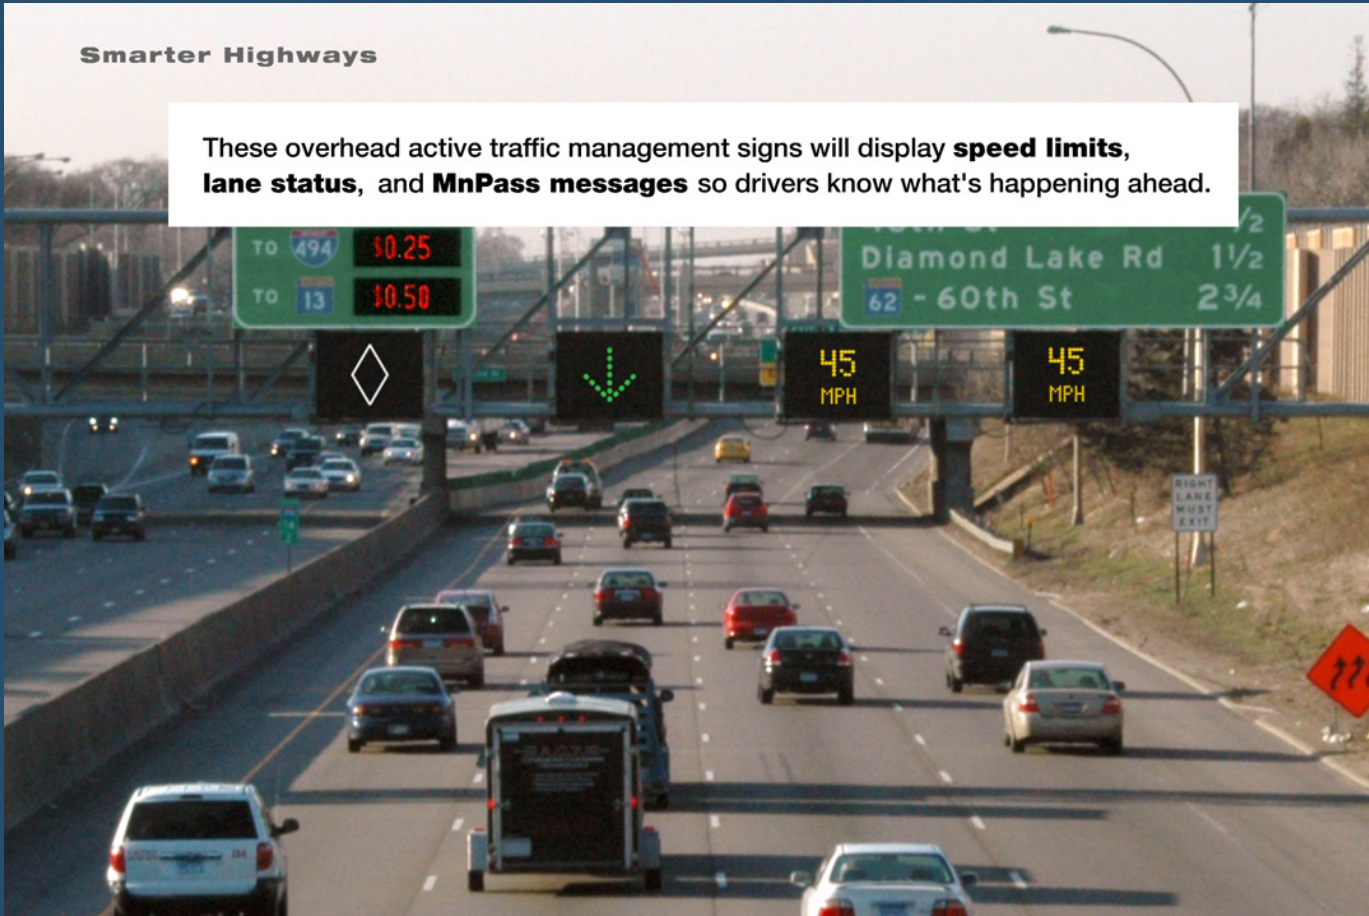 Smarter Highways
These overhead active traffic management signs will display speed limits,
lane status, and MnPass messages so drivers know what's happening ahead.
TO 494 $0.25
TO 13 $0.50
Diamond Lake Rd 1½
62 - 60th St 2¾
45
MPH
45
MPH
RIGHT
LANE
MUST
EXIT